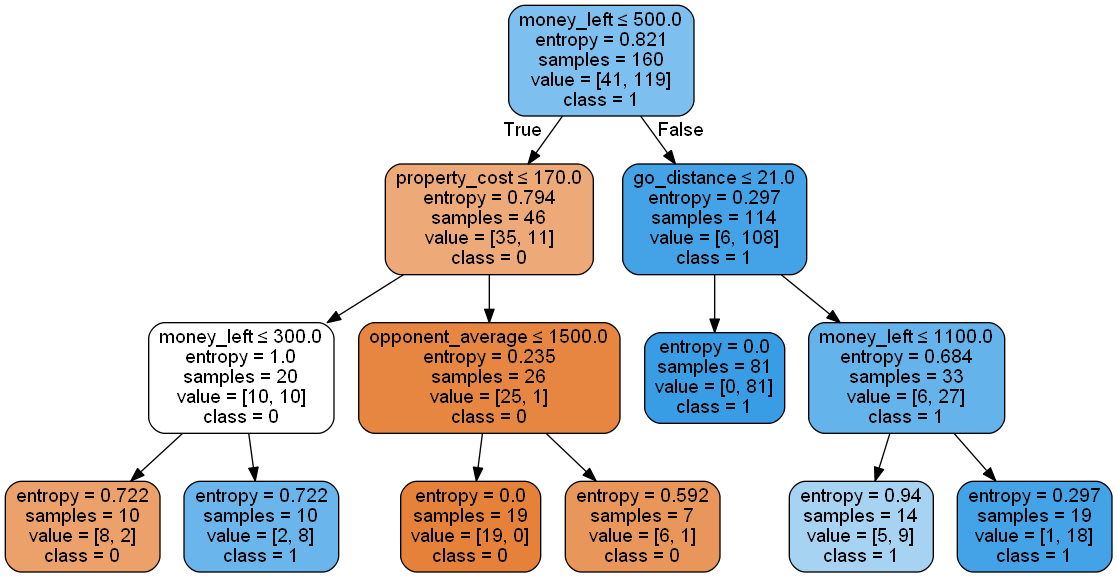 money_left ≤ 500.0
entropy = 0.821
samples = 160
value = [41, 119]
class = 1
True
False
property_cost ≤ 170.0
entropy = 0.794
samples = 46
value = [35, 11]
class = 0
go_distance ≤ 21.0
entropy = 0.297
samples = 114
value = [6, 108]
class = 1
money_left ≤ 300.0
entropy = 1.0
samples = 20
value = [10, 10]
class = 0
opponent_average ≤ 1500.0
entropy = 0.235
samples = 26
value = [25, 1]
class = 0
entropy = 0.0
samples = 81
value = [0, 81]
class = 1
money_left ≤ 1100.0
entropy = 0.684
samples = 33
value = [6, 27]
class = 1
entropy = 0.722
samples = 10
value = [8, 2]
class = 0
entropy = 0.722
samples = 10
value = [2, 8]
class = 1
entropy = 0.0
samples = 19
value = [19, 0]
class = 0
entropy = 0.592
samples = 7
value = [6, 1]
class = 0
entropy = 0.94
samples = 14
value = [5, 9]
class = 1
entropy = 0.297
samples = 19
value = [1, 18]
class = 1